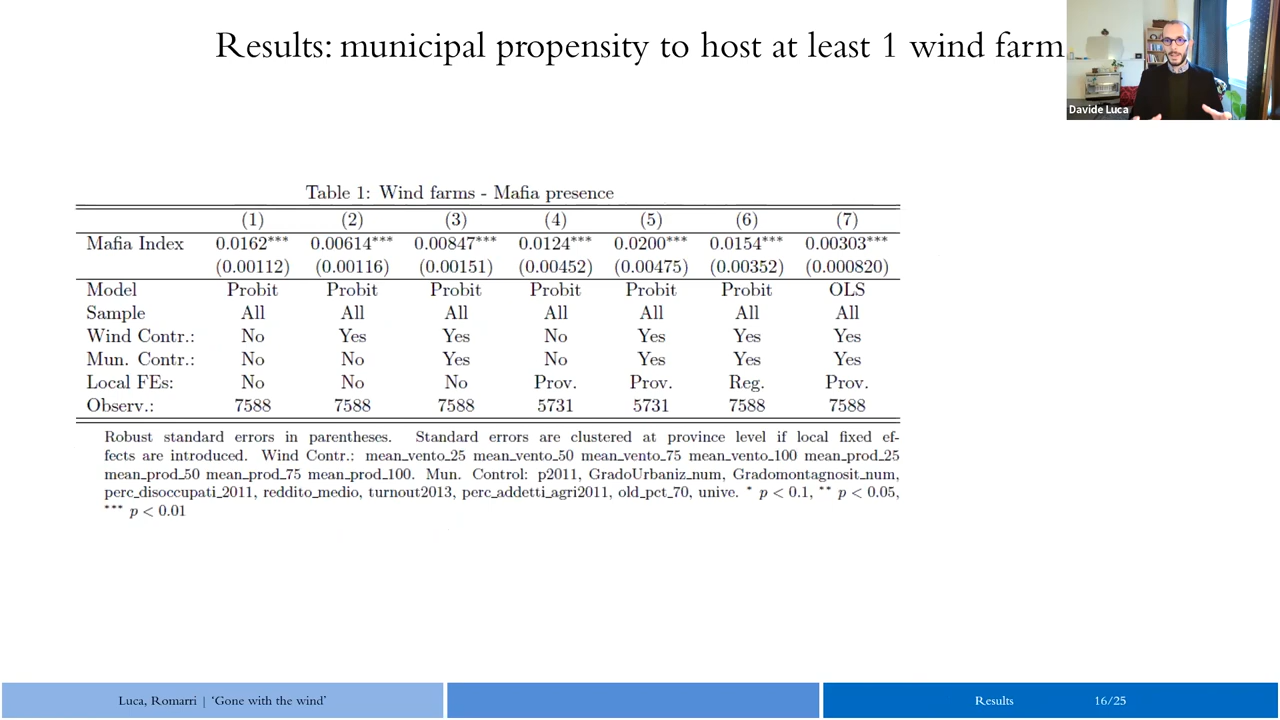 Results: municipal propensity to host at least 1 wind farm
Davide Luca
Table 1: Wind farms - Mafia presence
(1) (2) (3) (4) (5) (6) (7)
Mafia Index 0.0162*** 0.00614*** 0.00847*** 0.0124*** 0.0200*** 0.0154*** 0.00303***
(0.00112) (0.00116) (0.00151) (0.00452) (0.00475) (0.00352) (0.000820)
Model Probit Probit Probit Probit Probit Probit OLS
Sample All All All All All All All
Wind Contr.: No Yes Yes No Yes Yes Yes
Mun. Contr.: No No Yes No Yes Yes Yes
Local FEs: No No No Prov. Prov. Reg. Prov.
Observ.: 7588 7588 7588 5731 5731 7588 7588
Robust standard errors in parentheses. Standard errors are clustered at province level if local fixed ef-
fects are introduced. Wind Contr.: mean_vento_25 mean_vento_50 mean_vento_75 mean_vento_100 mean_prod_25
mean_prod_50 mean_prod_75 mean_prod_100. Mun. Control: p2011, GradoUrbaniz_num, Gradomontagnosit_num,
perc_disoccupati_2011, reddito_medio, turnout2013, perc_addetti_agri2011, old_pct_70, unive. * p < 0.1, ** p < 0.05,
*** p < 0.01
Luca, Romarri | ‘Gone with the wind’
Results 16/25